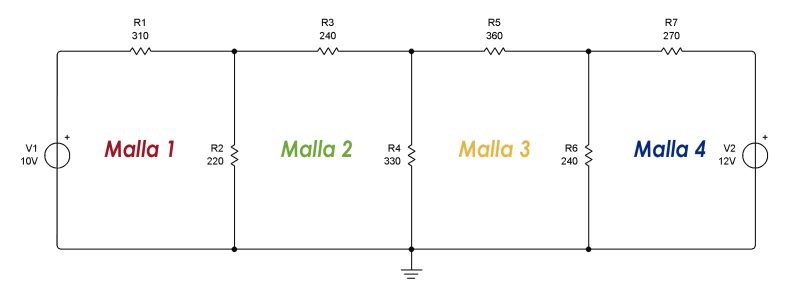 R1
310
R3
240
R5
360
R7
270
V1
10V
+
Malla 1
R2
220
Malla 2
R4
330
Malla 3
R6
240
Malla 4
V2
12V
+